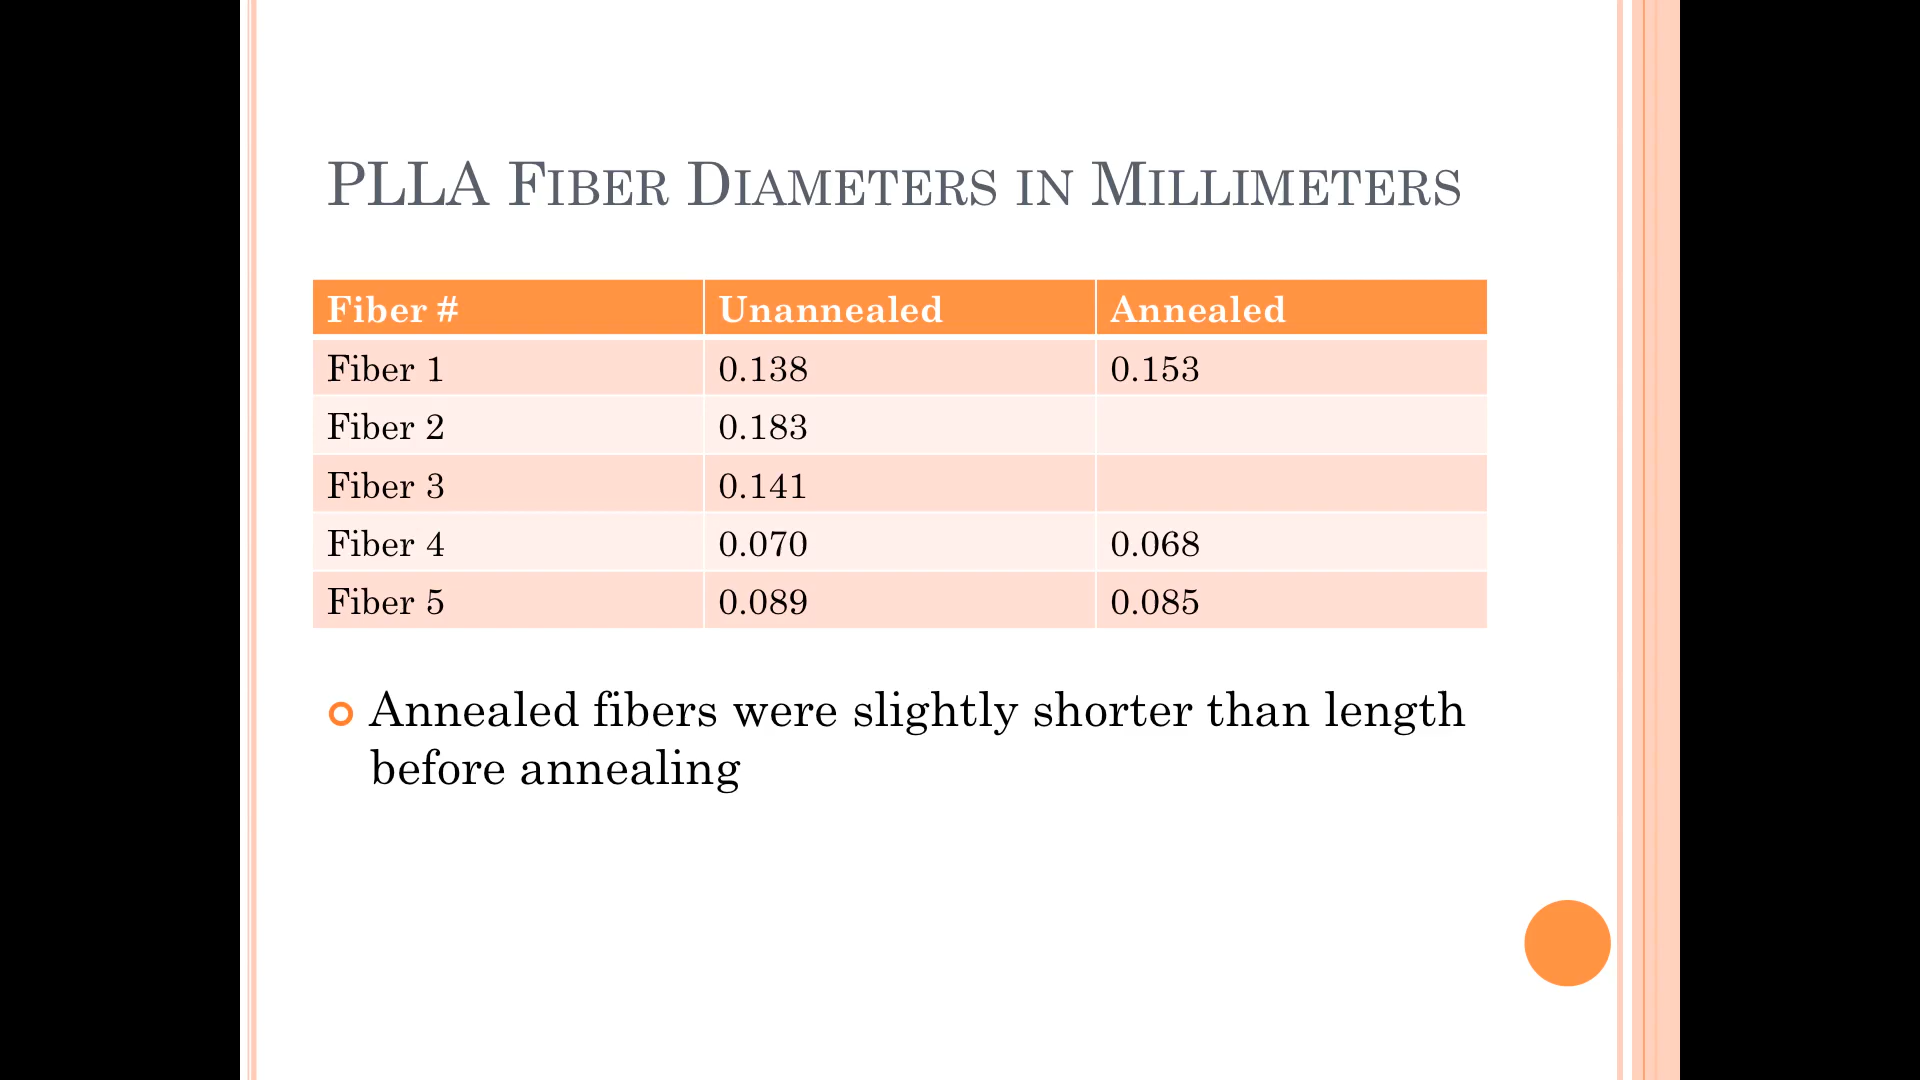 PLLA Fiber Diameters in Millimeters
Fiber # Unannealed Annealed
Fiber 1 0.138 0.153
Fiber 2 0.183
Fiber 3 0.141
Fiber 4 0.070 0.068
Fiber 5 0.089 0.085
Annealed fibers were slightly shorter than length
before annealing